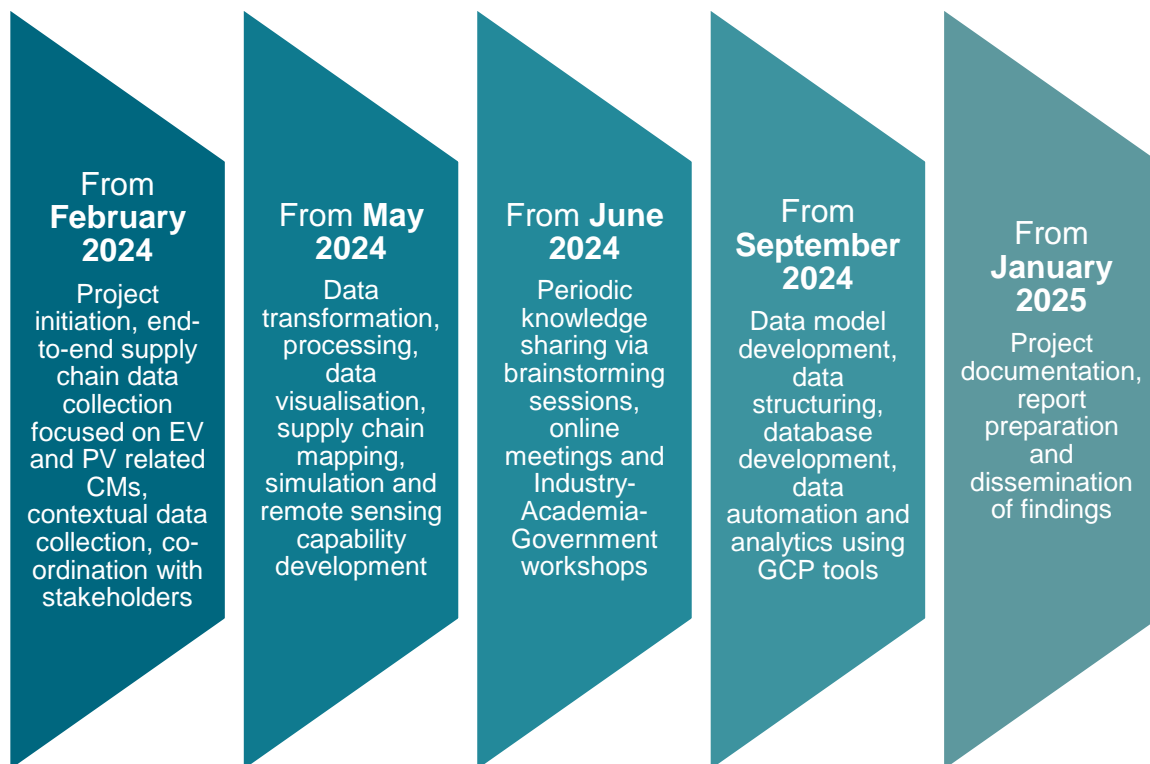 From
February
2024
Project
initiation, end-
to-end supply
chain data
collection
focused on EV
and PV related
CMs,
contextual data
collection, co-
ordination with
stakeholders
From May
2024
Data
transformation,
processing,
data
visualisation,
supply chain
mapping,
simulation and
remote sensing
capability
development
From June
2024
Periodic
knowledge
sharing via
brainstorming
sessions,
online
meetings and
Industry-
Academia-
Government
workshops
From
September
2024
Data model
development,
data
structuring,
database
development,
data
automation and
analytics using
GCP tools
From
January
2025
Project
documentation,
report
preparation
and
dissemination
of findings